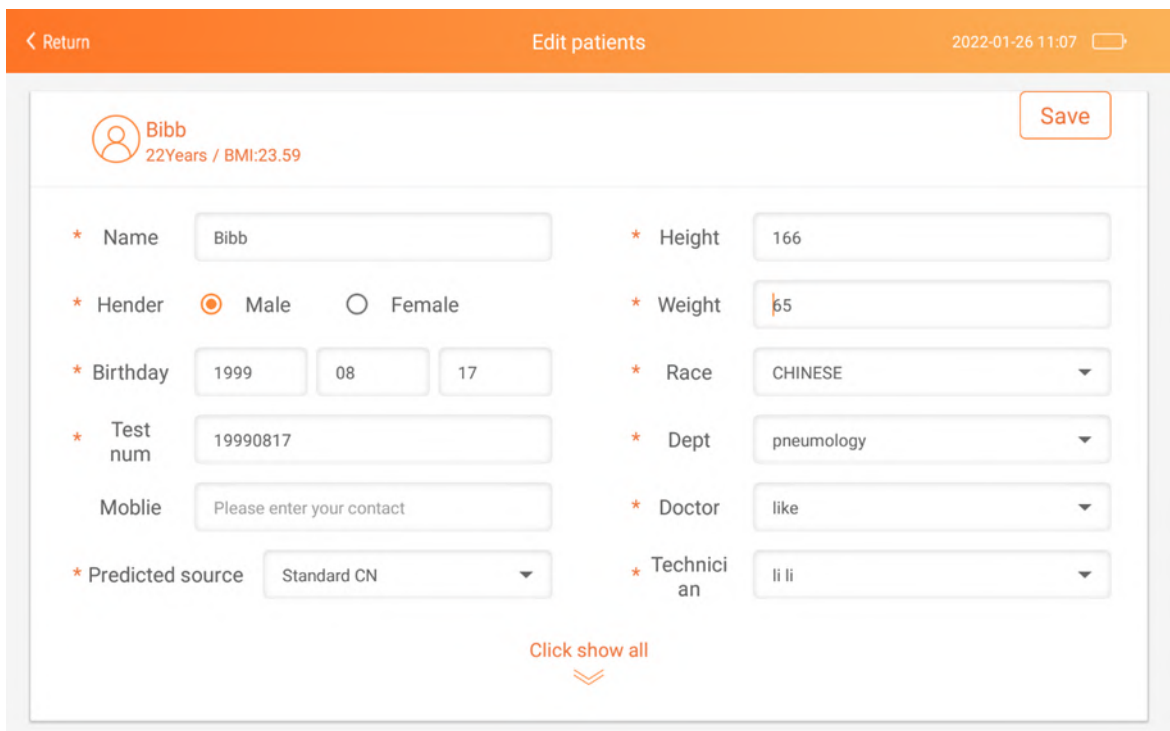 Return
Edit patients
2022-01-26 11:07
Bibb
22Years / BMI:23.59
Save
* Name Bibb
* Height 166
* Hender Male Female
* Weight 65
* Birthday 1999 08 17
* Race CHINESE
* Test
num
19990817
* Dept pneumology
Moblie Please enter your contact
* Doctor like
* Predicted source Standard CN
* Technici
an
li li
Click show all